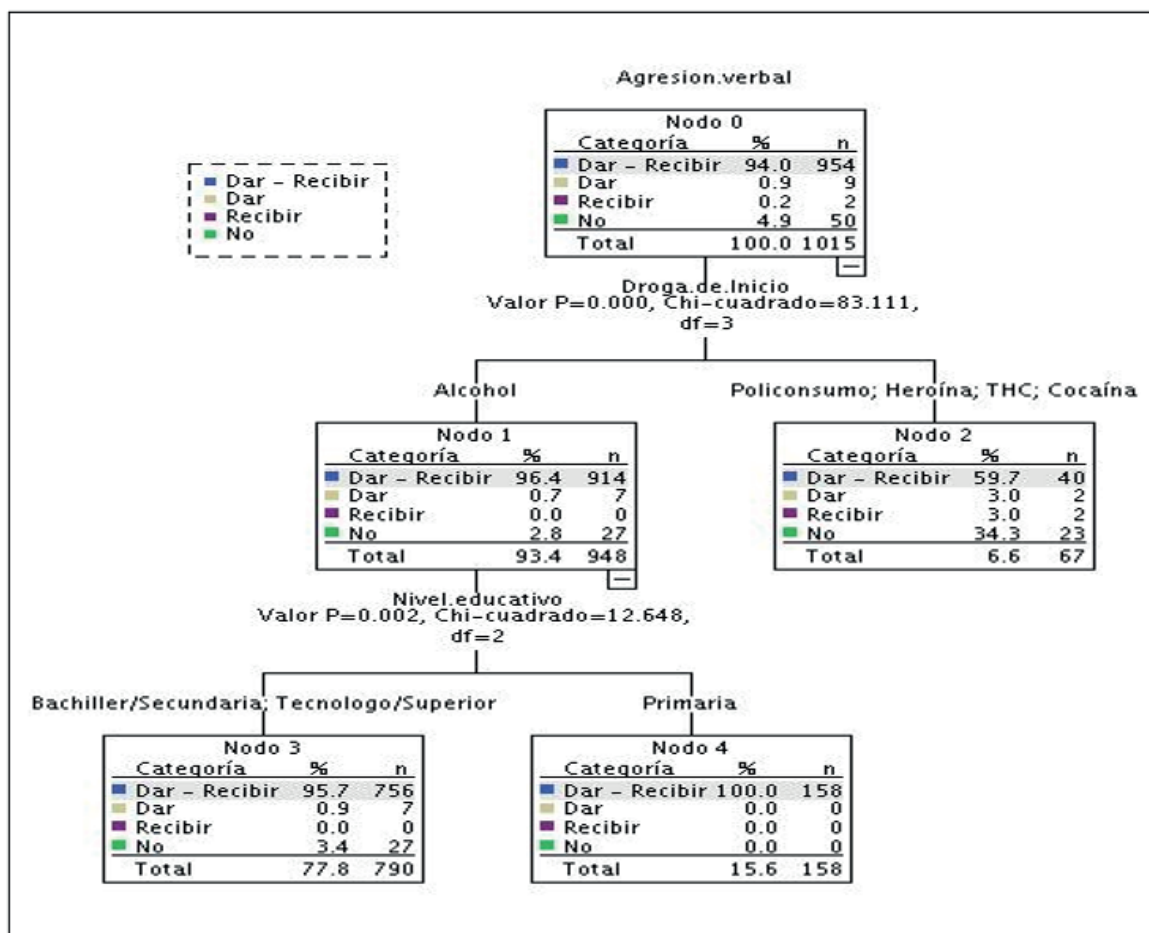 Agresion.verbal
Nodo 0
Categoría % n
Dar – Recibir 94.0 954
Dar 0.9 9
Recibir 0.2 2
No 4.9 50
Total 100.0 1015
Dar – Recibir
Dar
Recibir
No
Droga.de.Inicio
Valor P=0.000, Chi-cuadrado=83.111,
df=3
Alcohol
Nodo 1
Categoría % n
Dar – Recibir 96.4 914
Dar 0.7 7
Recibir 0.0 0
No 2.8 27
Total 93.4 948
Policonsumo; Heroína; THC; Cocaína
Nodo 2
Categoría % n
Dar – Recibir 59.7 40
Dar 3.0 2
Recibir 3.0 2
No 34.3 23
Total 6.6 67
Nivel.educativo
Valor P=0.002, Chi-cuadrado=12.648,
df=2
Bachiller/Secundaria; Tecnologo/Superior
Nodo 3
Categoría % n
Dar – Recibir 95.7 756
Dar 0.9 7
Recibir 0.0 0
No 3.4 27
Total 77.8 790
Primaria
Nodo 4
Categoría % n
Dar – Recibir 100.0 158
Dar 0.0 0
Recibir 0.0 0
No 0.0 0
Total 15.6 158